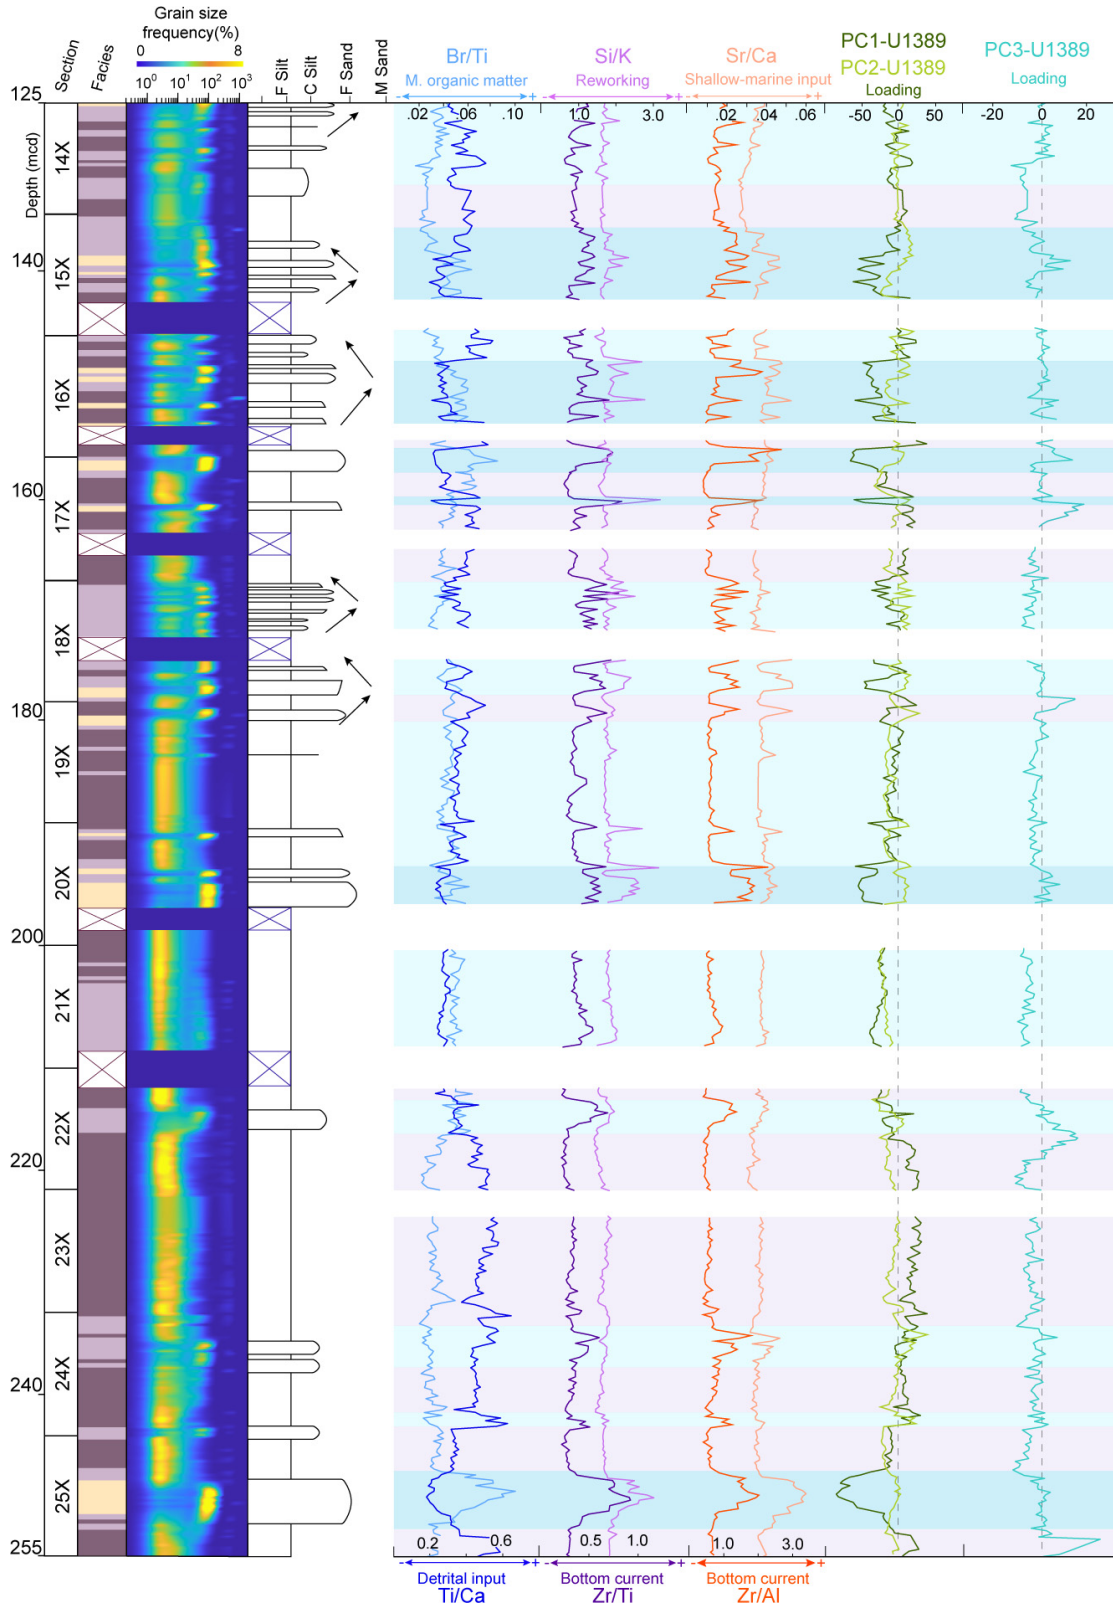 Grain size
frequency(%)
0 8
10⁰ 10¹ 10² 10³
Section
Facies
F Silt
C Silt
F Sand
M Sand
Br/Ti
M. organic matter
- +
.02 .06 .10
Si/K
Reworking
- +
1.0 3.0
Sr/Ca
Shallow-marine input
- +
.02 .04 .06
PC1-U1389
PC2-U1389
Loading
-50 0 50
PC3-U1389
Loading
-20 0 20
Depth (mcd)
125
14X
140
15X
16X
160
17X
18X
180
19X
20X
200
21X
22X
220
23X
24X
240
25X
255
0.2 0.6
0.5 1.0
1.0 3.0
- +
- +
- +
Detrital input
Ti/Ca
Bottom current
Zr/Ti
Bottom current
Zr/Al